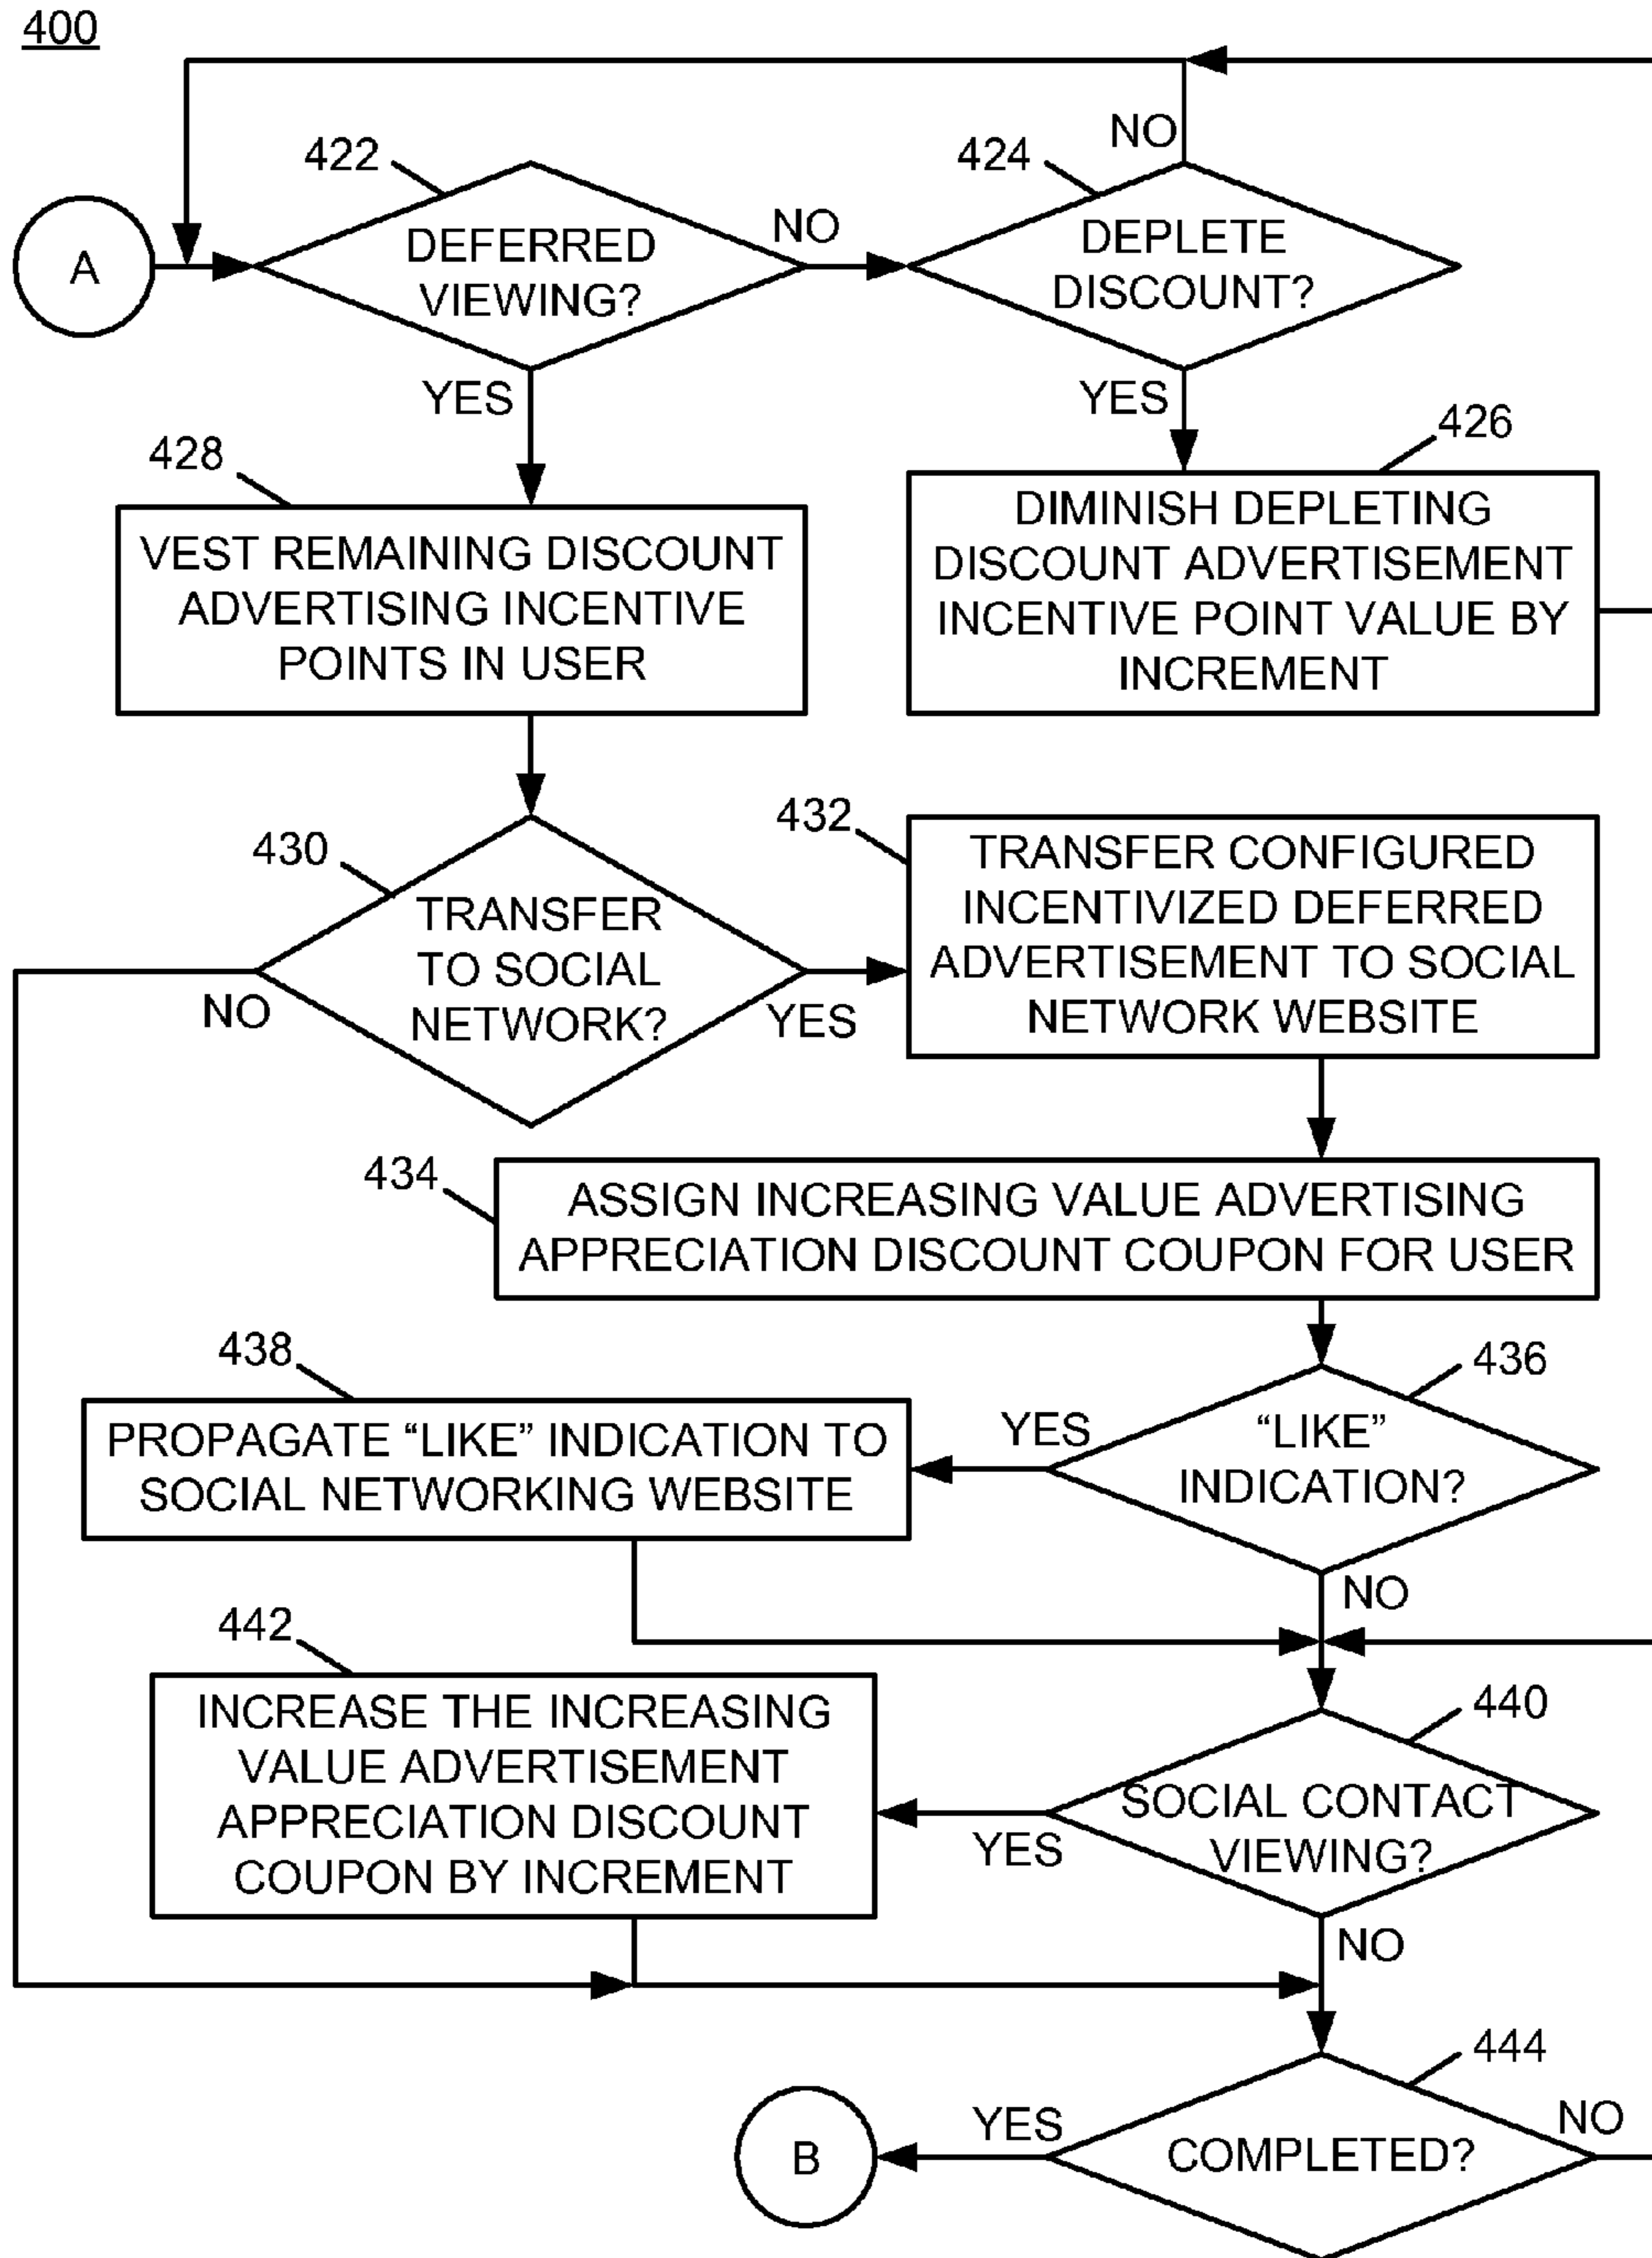 400
422
424
NO
A
DEFERRED
VIEWING?
NO
DEPLETE
DISCOUNT?
YES
YES
428
426
VEST REMAINING DISCOUNT
ADVERTISING INCENTIVE
POINTS IN USER
DIMINISH DEPLETING
DISCOUNT ADVERTISEMENT
INCENTIVE POINT VALUE BY
INCREMENT
430
432
TRANSFER
TO SOCIAL
NETWORK?
NO
YES
TRANSFER CONFIGURED
INCENTIVIZED DEFERRED
ADVERTISEMENT TO SOCIAL
NETWORK WEBSITE
434
ASSIGN INCREASING VALUE ADVERTISING
APPRECIATION DISCOUNT COUPON FOR USER
438
436
PROPAGATE “LIKE” INDICATION TO
SOCIAL NETWORKING WEBSITE
YES
“LIKE”
INDICATION?
NO
442
440
INCREASE THE INCREASING
VALUE ADVERTISEMENT
APPRECIATION DISCOUNT
COUPON BY INCREMENT
YES
SOCIAL CONTACT
VIEWING?
NO
444
B
YES
COMPLETED?
NO